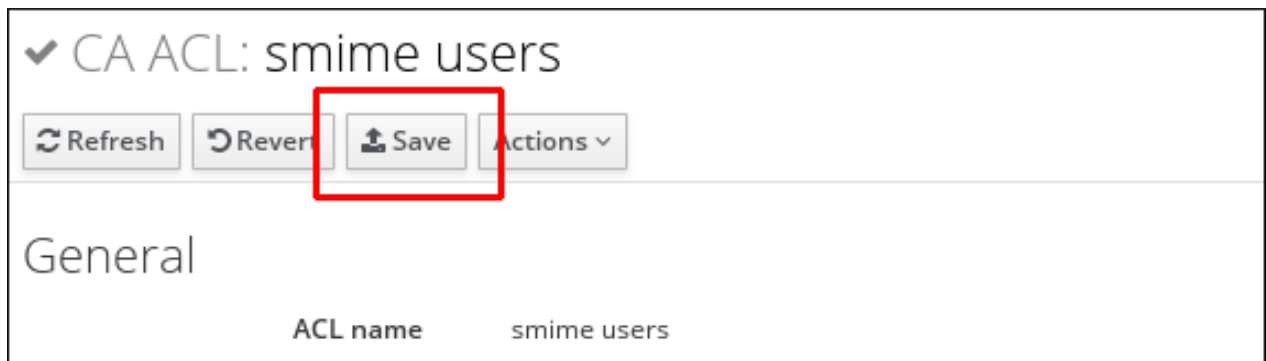 CA ACL: smime users
Refresh Revert Save Actions
General
ACL name smime users